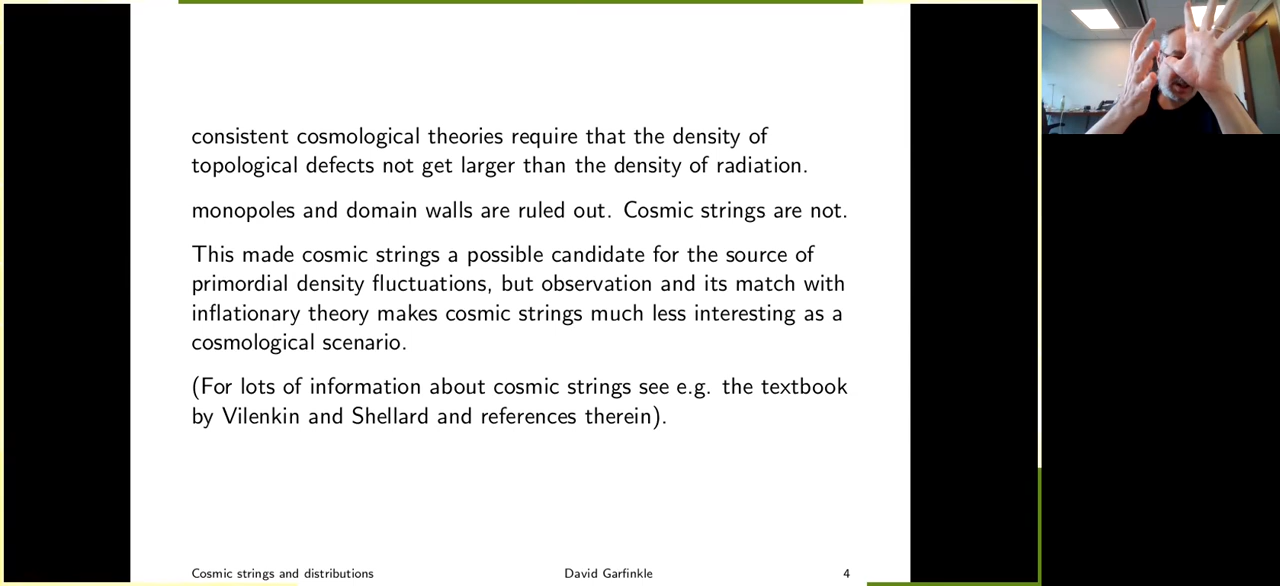 consistent cosmological theories require that the density of
topological defects not get larger than the density of radiation.
monopoles and domain walls are ruled out. Cosmic strings are not.
This made cosmic strings a possible candidate for the source of
primordial density fluctuations, but observation and its match with
inflationary theory makes cosmic strings much less interesting as a
cosmological scenario.
(For lots of information about cosmic strings see e.g. the textbook
by Vilenkin and Shellard and references therein).
Cosmic strings and distributions David Garfinkle 4